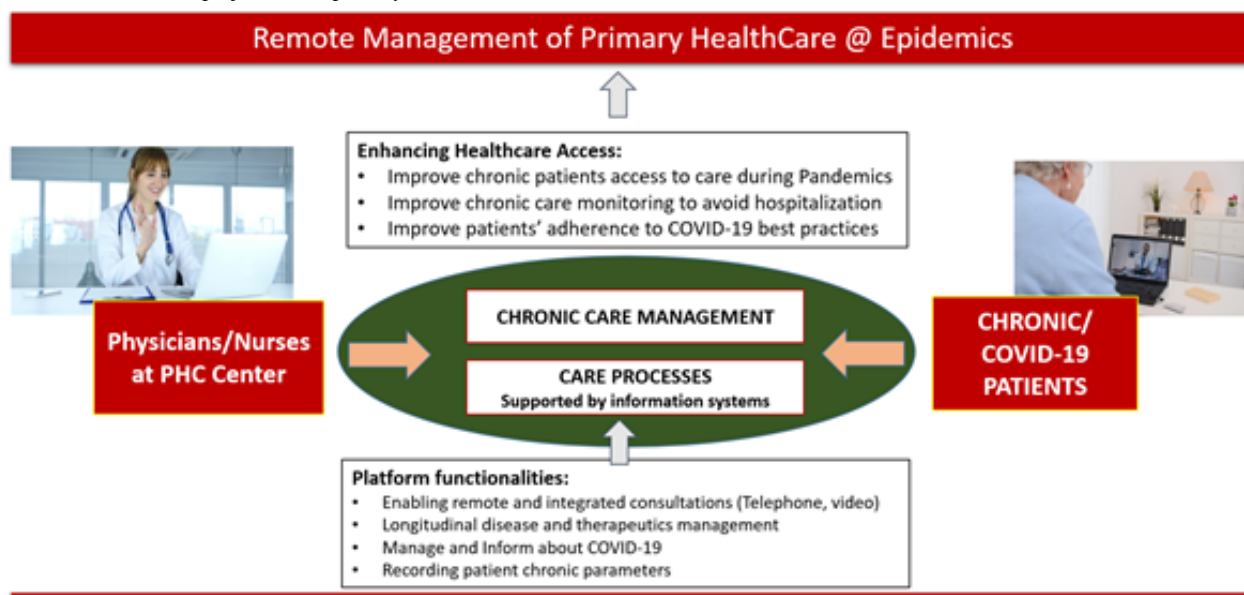 Remote Management of Primary HealthCare @ Epidemics
Enhancing Healthcare Access:
• Improve chronic patients access to care during Pandemics
• Improve chronic care monitoring to avoid hospitalization
• Improve patients' adherence to COVID-19 best practices
Physicians/Nurses
at PHC Center
CHRONIC CARE MANAGEMENT
CARE PROCESSES
Supported by information systems
CHRONIC/
COVID-19
PATIENTS
Platform functionalities:
• Enabling remote and integrated consultations (Telephone, video)
• Longitudinal disease and therapeutics management
• Manage and Inform about COVID-19
• Recording patient chronic parameters